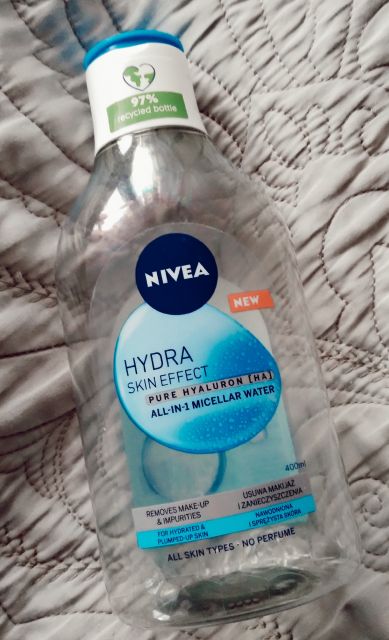 97%
recycled bottle
NIVEA
NEW
HYDRA
SKIN EFFECT
PURE HYALURON [HA]
ALL-IN-1 MICELLAR WATER
400ml
REMOVES MAKE-UP
& IMPURITIES
USUWA MAKIJAŻ
I ZANIECZYSZCZENIA
FOR HYDRATED &
PLUMPED-UP SKIN
NAWODNIONA
I SPRĘŻYSTA SKÓRA
ALL SKIN TYPES - NO PERFUME